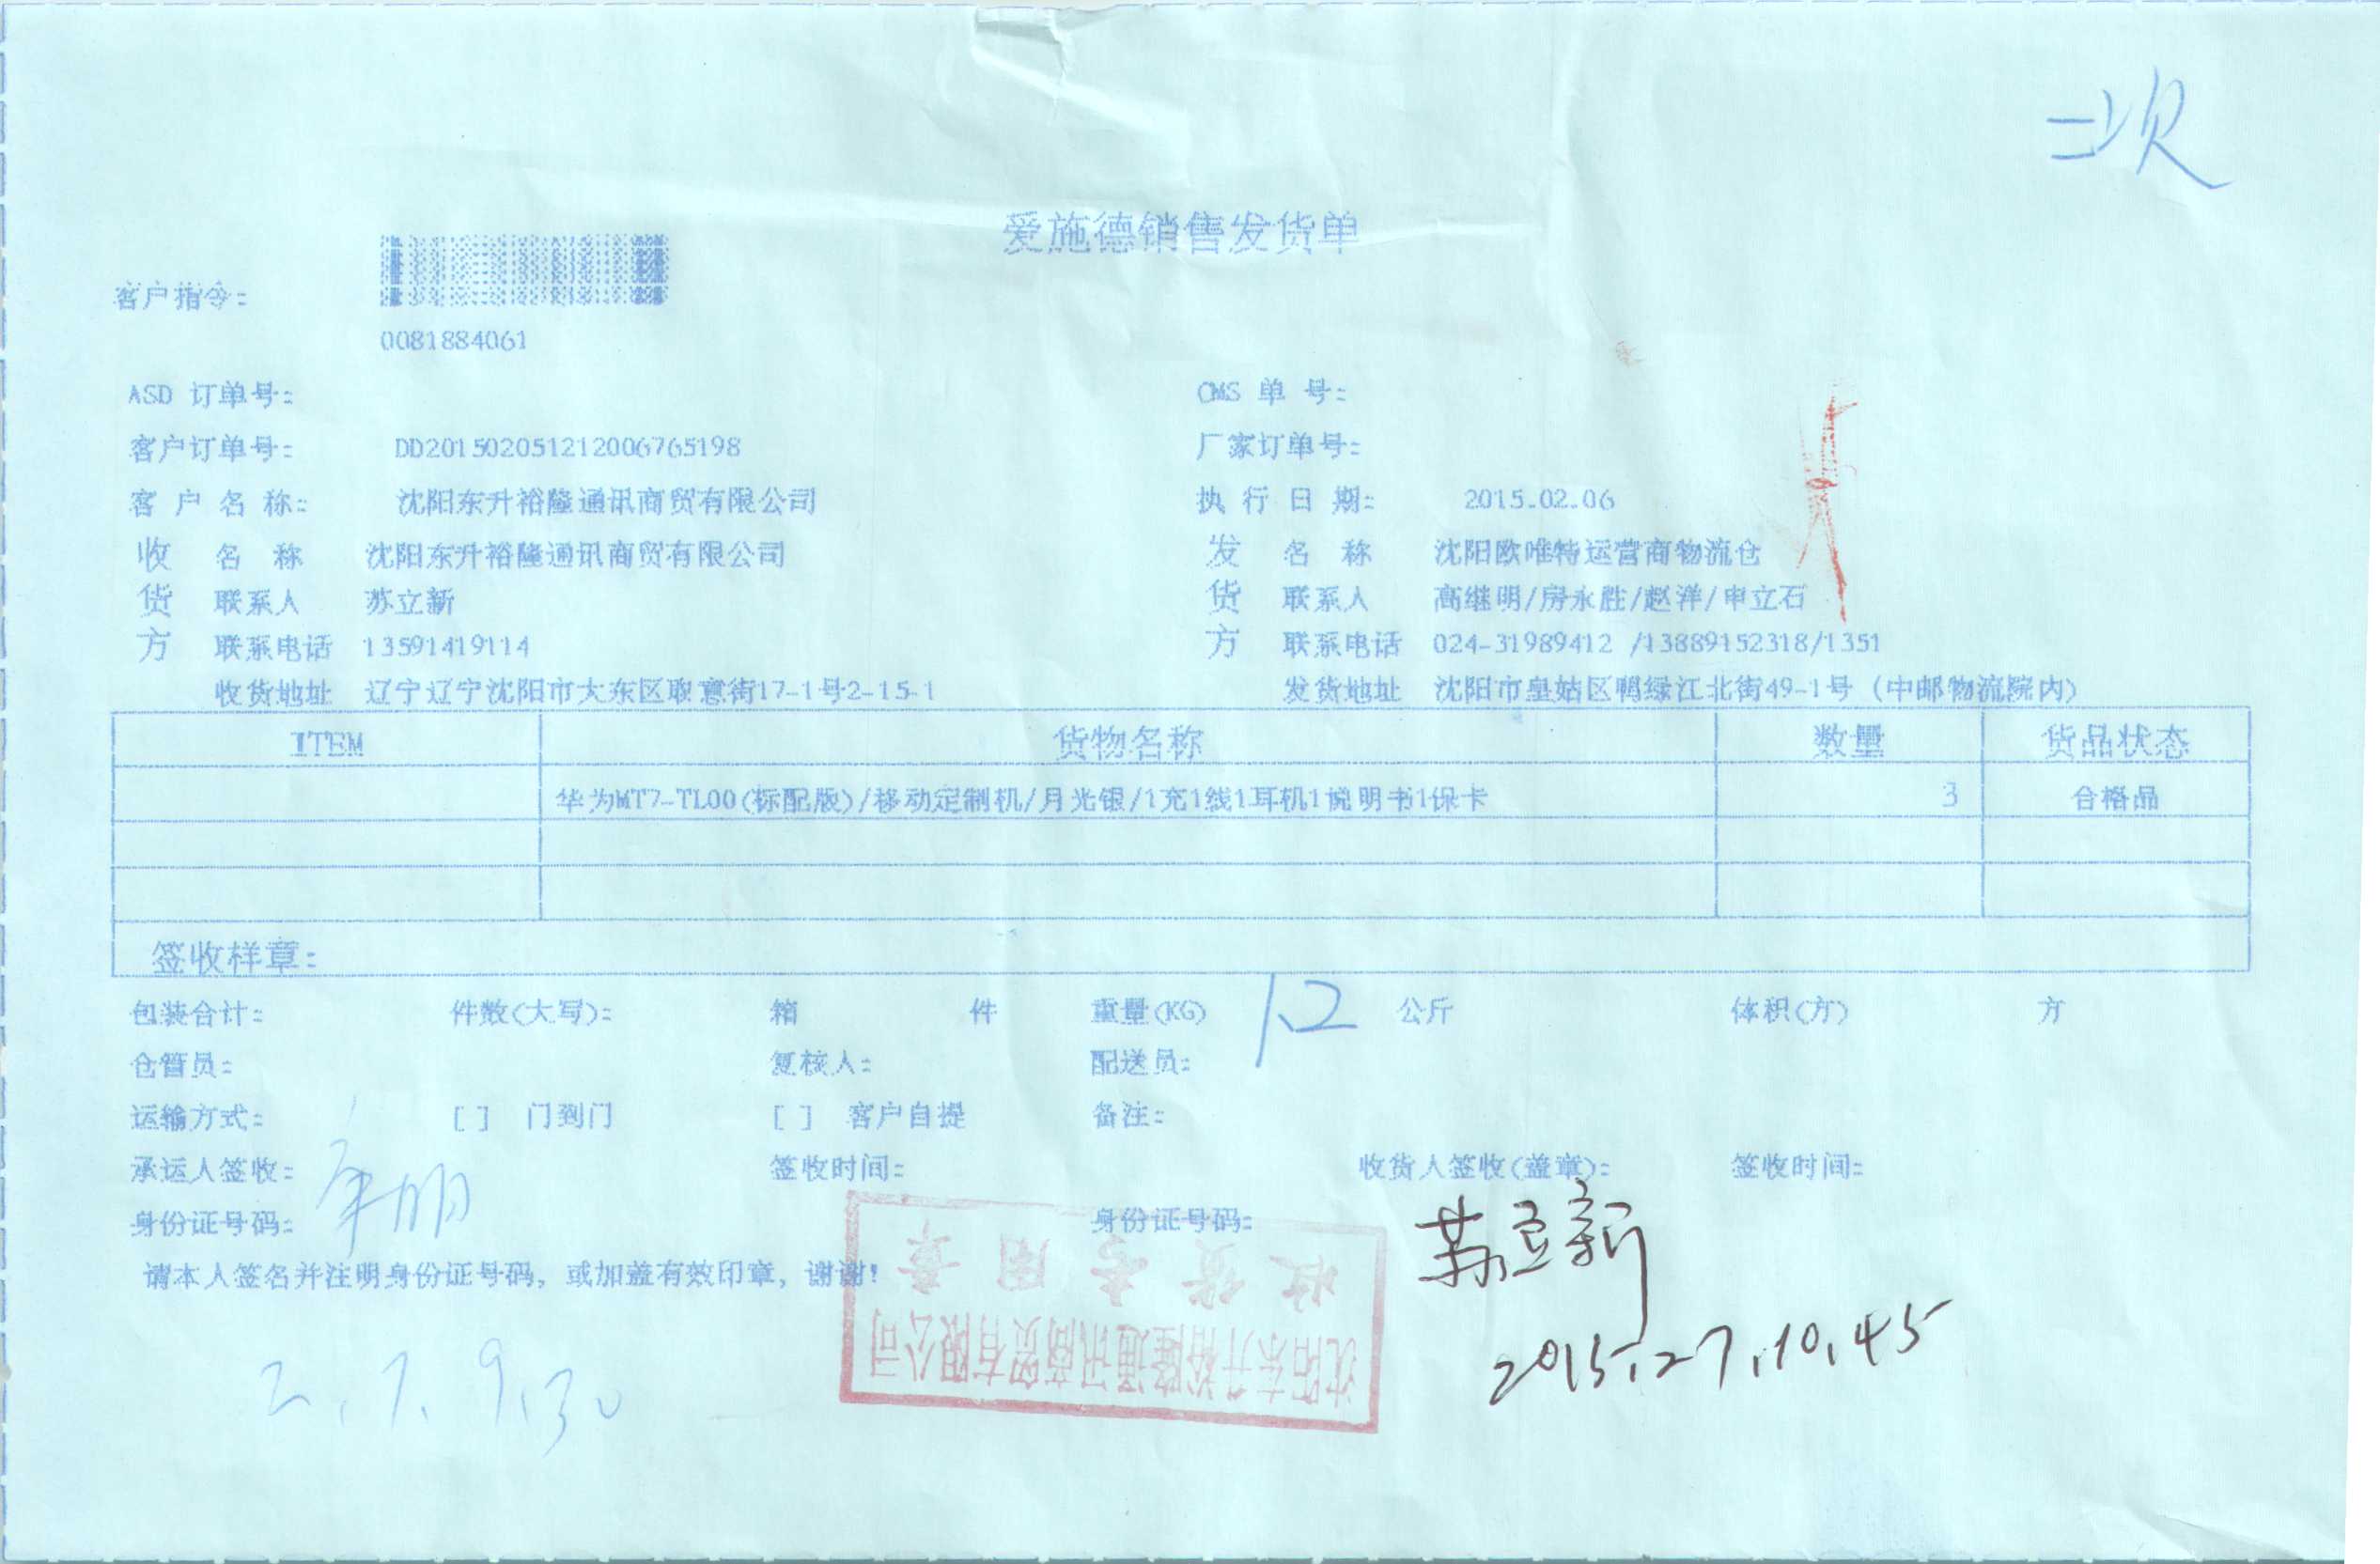 二次
爱施德销售发货单
客户指令:
0081884061
ASD 订单号: CMS 单 号:
客户订单号: DD201502051212006765198 厂家订单号:
客 户 名 称: 沈阳东升裕隆通讯商贸有限公司 执 行 日 期: 2015.02.06
收 名 称 沈阳东升裕隆通讯商贸有限公司 发 名 称 沈阳欧唯特运营商物流仓
货 联系人 苏立新 货 联系人 高继明/房永胜/赵洋/申立石
方 联系电话 13591419114 方 联系电话 024-31989412 /13889152318/1351
收货地址 辽宁辽宁沈阳市大东区取意街17-1号2-15-1 发货地址 沈阳市皇姑区鸭绿江北街49-1号 (中邮物流院内)
ITEM 货物名称 数量 货品状态
华为MT7-TL00(标配版)/移动定制机/月光银/1充1线1耳机1说明书1保卡 3 合格品
签收样章:
包装合计: 件数(大写): 箱 件 重量(KG) 1.2 公斤 体积(方) 方
仓管员: 复核人: 配送员:
运输方式: [ ] 门到门 [ ] 客户自提 备注:
承运人签收: 签收时间: 收货人签收(盖章): 签收时间:
身份证号码: 身份证号码: 苏立新
请本人签名并注明身份证号码, 或加盖有效印章, 谢谢!
收货专用章
沈阳东升裕隆通讯商贸有限公司
2015.27.10.45
2.7.9.30